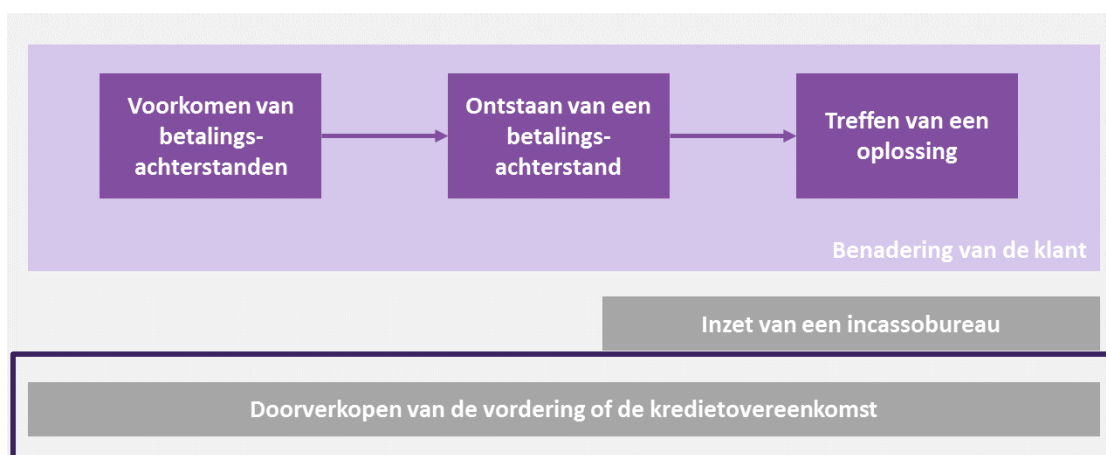 Voorkomen van
betalings-
achterstanden
Ontstaan van een
betalings-
achterstand
Treffen van een
oplossing
Benadering van de klant
Inzet van een incassobureau
Doorverkopen van de vordering of de kredietovereenkomst